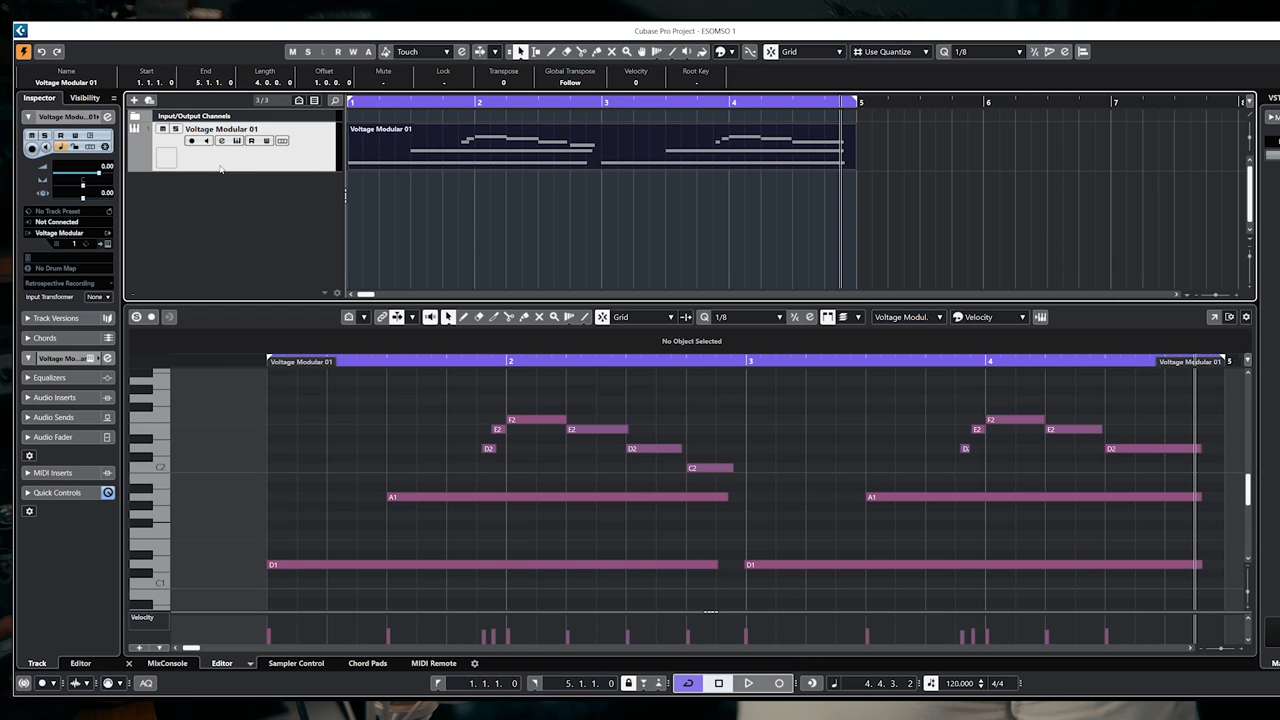 Cubase Pro Project - ESOMSO 1
M S L R W A Touch Grid Use Quantize Q 1/8
Name Start End Length Offset Mute Lock Transpose Global Transpose Velocity Root Key
Voltage Modular 01 1. 1. 1. 0 5. 1. 1. 0 4. 0. 0. 0 1. 0. 0. 0 - - 0 Follow 0 -
Inspector Visibility
3/3
1 2 3 4 5 6 7
Voltage Modu...01
Input/Output Channels
1 M S Voltage Modular 01
R W
Voltage Modular 01
M S R W
0.00
C
0.00
No Track Preset
Not Connected
Voltage Modular
1
No Drum Map
Retrospective Recording
Input Transformer None
Track Versions
Chords
Voltage Mo...ar
Equalizers
Audio Inserts
Audio Sends
Audio Fader
MIDI Inserts
Quick Controls
S Grid Q 1/8 Voltage Modul. Velocity
No Object Selected
Voltage Modular 01 2 3 4 Voltage Modular 01 5
F2 F2
E2 E2 E2 E2
D2 D2 D2
C2 C2
A1 A1
D1 D1
C1
Velocity
Track Editor MixConsole Editor Sampler Control Chord Pads MIDI Remote
AQ 1. 1. 1. 0 5. 1. 1. 0 4. 4. 3. 2 120.000 4/4
VST
M